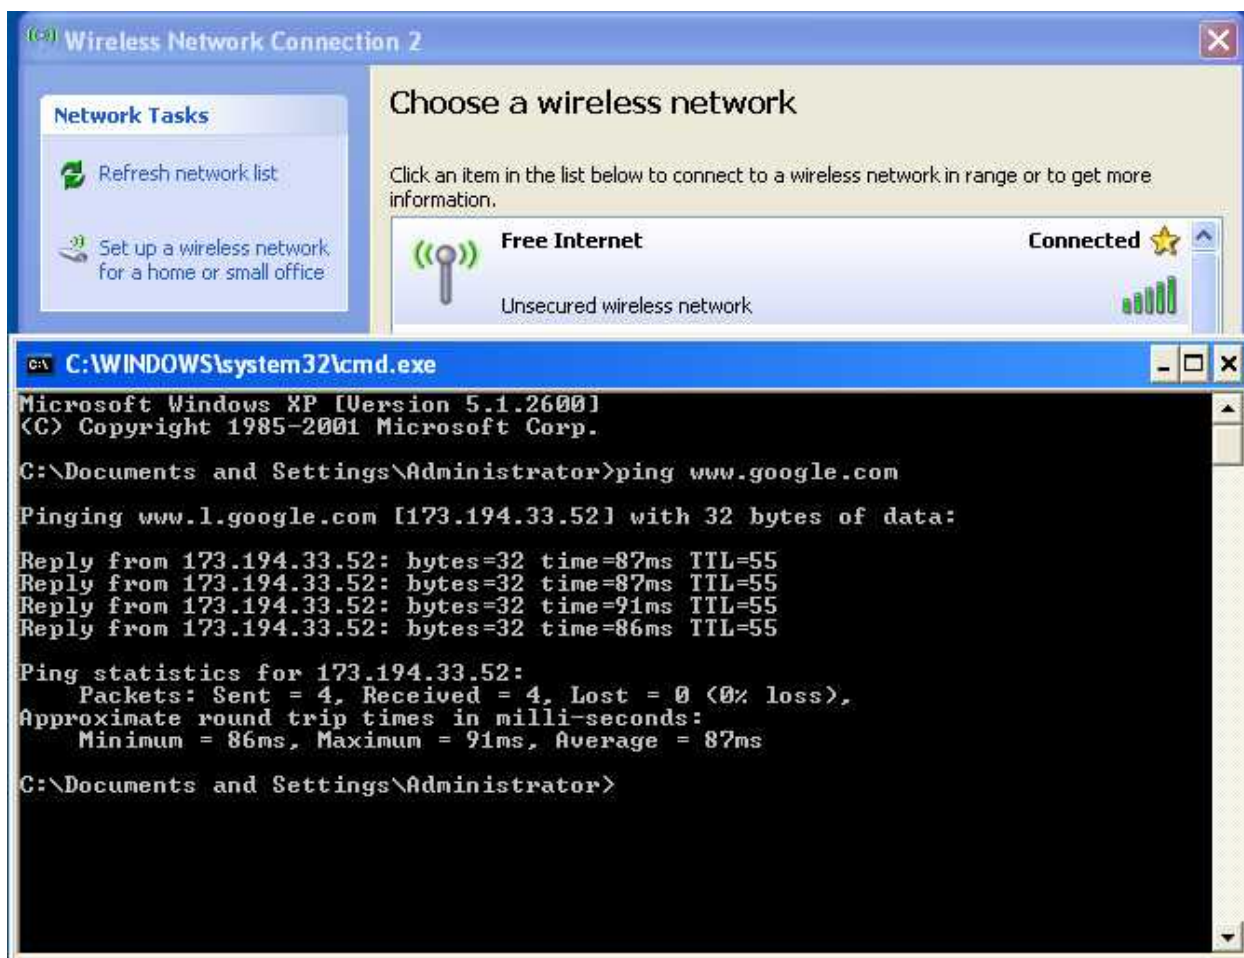 Wireless Network Connection 2
Network Tasks
Refresh network list
Set up a wireless network
for a home or small office
Choose a wireless network
Click an item in the list below to connect to a wireless network in range or to get more
information.
Free Internet
Connected
Unsecured wireless network
C:\WINDOWS\system32\cmd.exe
Microsoft Windows XP [Version 5.1.2600]
(C) Copyright 1985-2001 Microsoft Corp.
C:\Documents and Settings\Administrator>ping www.google.com
Pinging www.l.google.com [173.194.33.52] with 32 bytes of data:
Reply from 173.194.33.52: bytes=32 time=87ms TTL=55
Reply from 173.194.33.52: bytes=32 time=87ms TTL=55
Reply from 173.194.33.52: bytes=32 time=91ms TTL=55
Reply from 173.194.33.52: bytes=32 time=86ms TTL=55
Ping statistics for 173.194.33.52:
Packets: Sent = 4, Received = 4, Lost = 0 (0% loss),
Approximate round trip times in milli-seconds:
Minimum = 86ms, Maximum = 91ms, Average = 87ms
C:\Documents and Settings\Administrator>